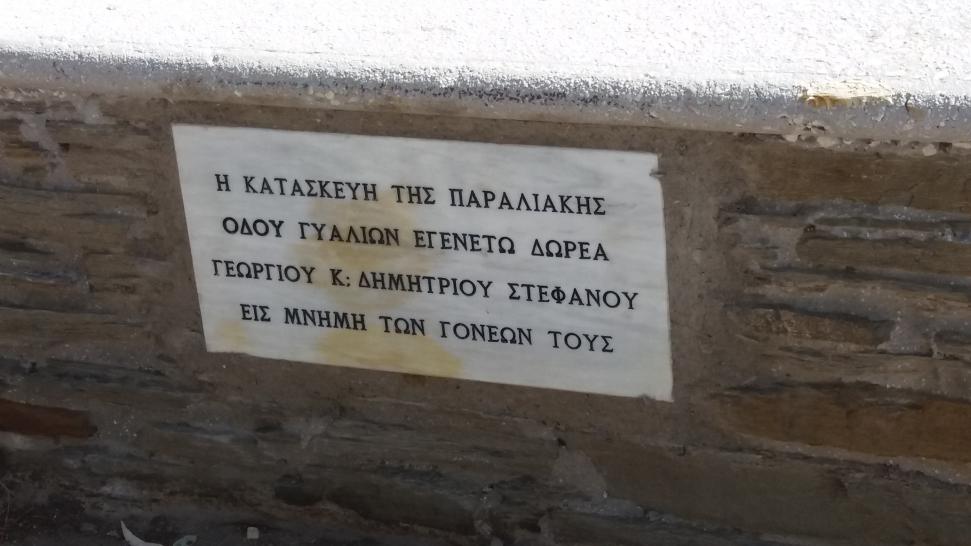 Η ΚΑΤΑΣΚΕΥΗ ΤΗΣ ΠΑΡΑΛΙΑΚΗΣ
ΟΔΟΥ ΓΥΑΛΙΩΝ ΕΓΕΝΕΤΩ ΔΩΡΕΑ
ΓΕΩΡΓΙΟΥ Κ: ΔΗΜΗΤΡΙΟΥ ΣΤΕΦΑΝΟΥ
ΕΙΣ ΜΝΗΜΗ ΤΩΝ ΓΟΝΕΩΝ ΤΟΥΣ